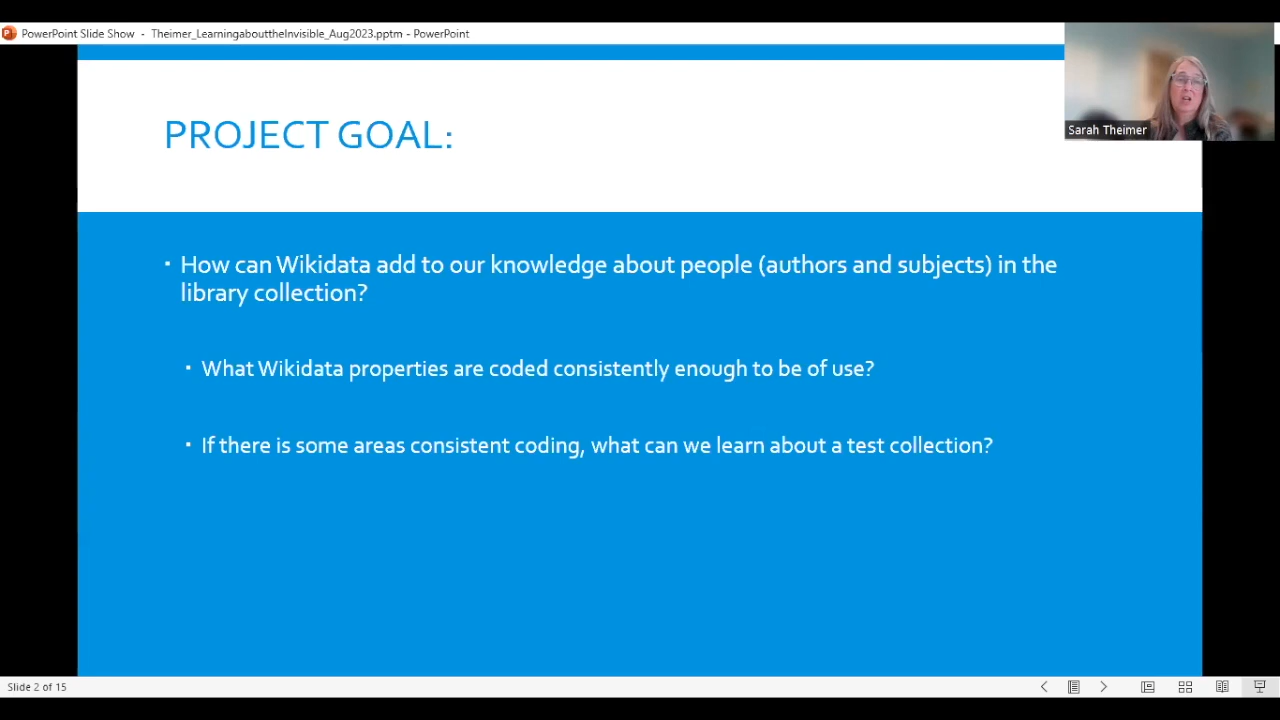 PowerPoint Slide Show - Theimer_LearningabouttheInvisible_Aug2023.pptm - PowerPoint
Sarah Theimer
PROJECT GOAL:
How can Wikidata add to our knowledge about people (authors and subjects) in the
library collection?
What Wikidata properties are coded consistently enough to be of use?
If there is some areas consistent coding, what can we learn about a test collection?
Slide 2 of 15